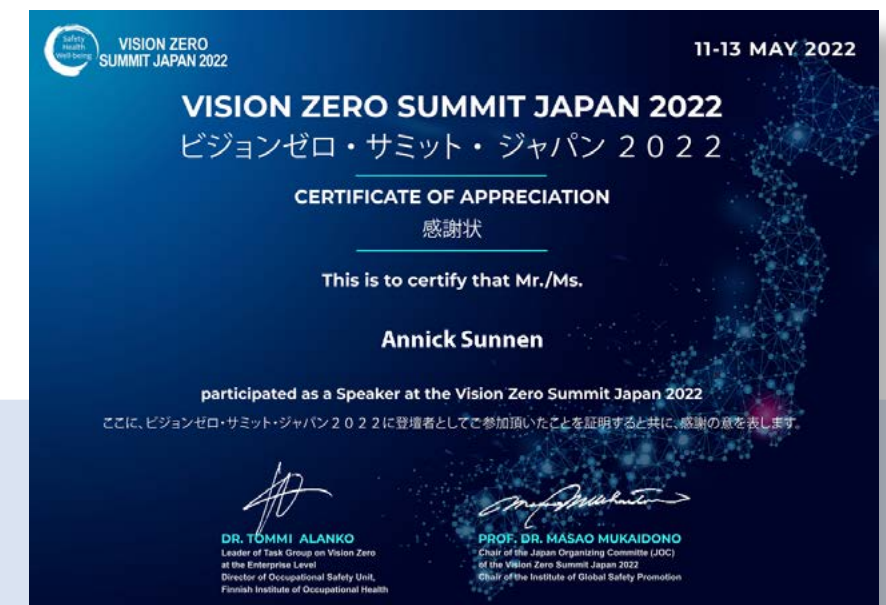 Safety
Health
Well-being
VISION ZERO
SUMMIT JAPAN 2022
11-13 MAY 2022
VISION ZERO SUMMIT JAPAN 2022
ビジョンゼロ・サミット・ジャパン２０２２
CERTIFICATE OF APPRECIATION
感謝状
This is to certify that Mr./Ms.
Annick Sunnen
participated as a Speaker at the Vision Zero Summit Japan 2022
ここに、ビジョンゼロ・サミット・ジャパン２０２２に登壇者としてご参加頂いたことを証明すると共に、感謝の意を表します。
DR. TOMMI ALANKO
Leader of Task Group on Vision Zero
at the Enterprise Level
Director of Occupational Safety Unit,
Finnish Institute of Occupational Health
PROF. DR. MASAO MUKAIDONO
Chair of the Japan Organizing Committe (JOC)
of the Vision Zero Summit Japan 2022
Chair of the Institute of Global Safety Promotion